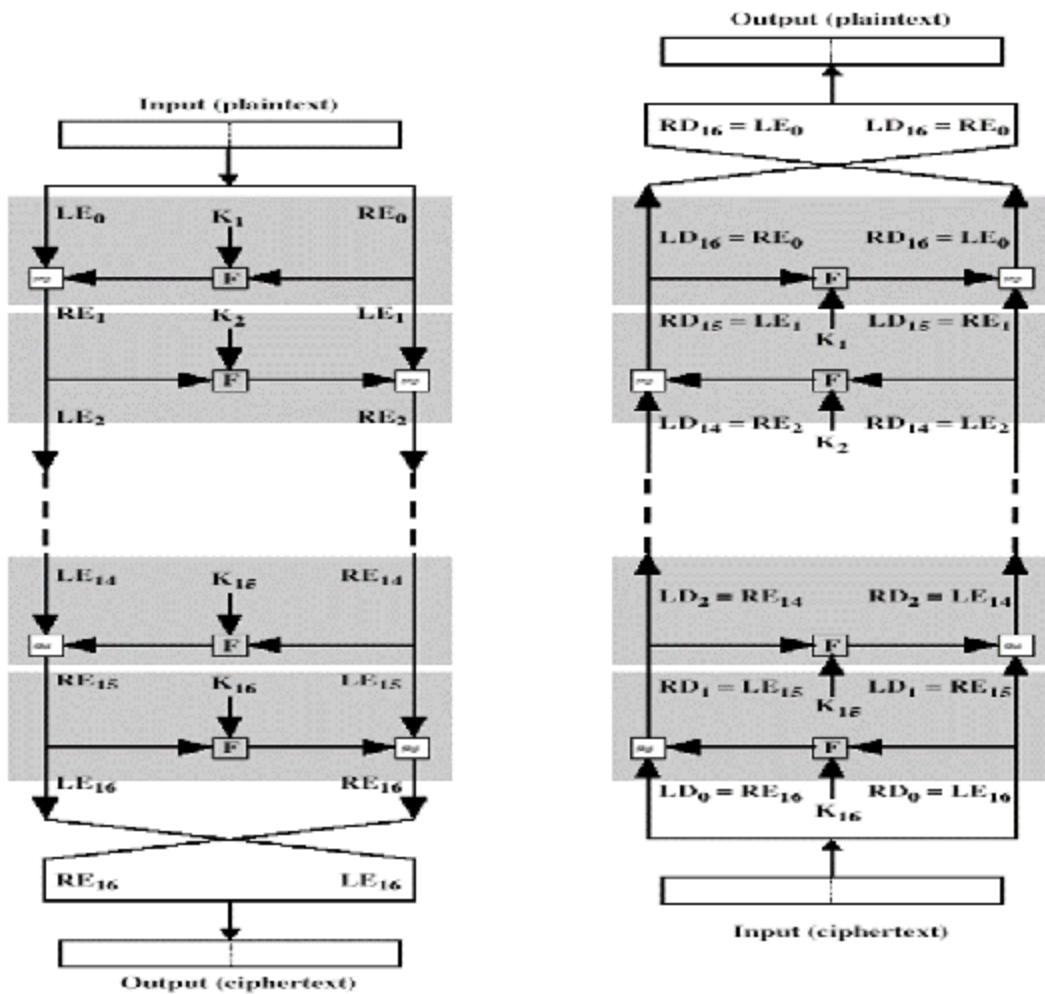 Input (plaintext)
LE0 K1 RE0
F
RE1 K2 LE1
F
LE2 RE2
LE14 K15 RE14
F
RE15 K16 LE15
F
LE16 RE16
RE16 LE16
Output (ciphertext)
Output (plaintext)
RD16 = LE0 LD16 = RE0
LD16 = RE0 RD16 = LE0
F
RD15 = LE1 K1 LD15 = RE1
F
LD14 = RE2 K2 RD14 = LE2
LD2 = RE14 RD2 = LE14
F
RD1 = LE15 K15 LD1 = RE15
F
LD0 = RE16 K16 RD0 = LE16
Input (ciphertext)